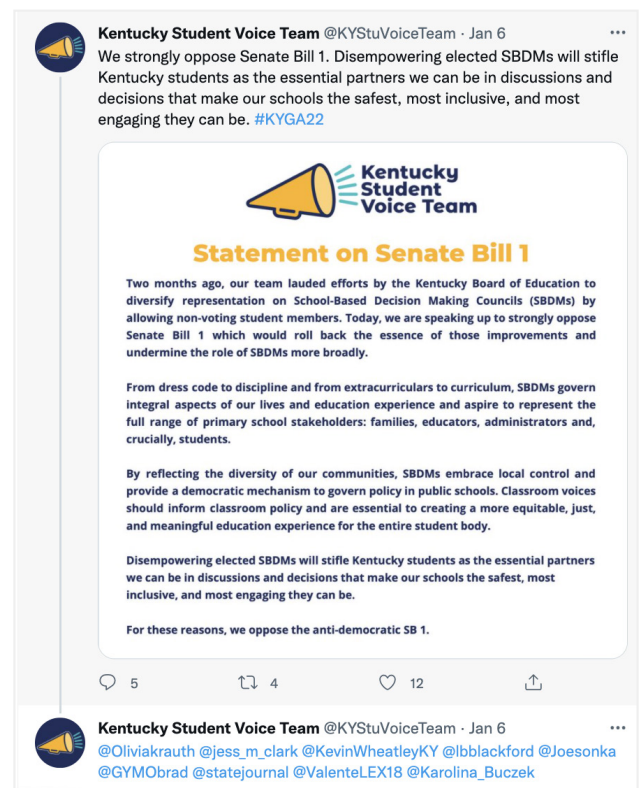 Kentucky Student Voice Team @KYStuVoiceTeam · Jan 6
We strongly oppose Senate Bill 1. Disempowering elected SBDMs will stifle
Kentucky students as the essential partners we can be in discussions and
decisions that make our schools the safest, most inclusive, and most
engaging they can be. #KYGA22
Kentucky
Student
Voice Team
Statement on Senate Bill 1
Two months ago, our team lauded efforts by the Kentucky Board of Education to
diversify representation on School-Based Decision Making Councils (SBDMs) by
allowing non-voting student members. Today, we are speaking up to strongly oppose
Senate Bill 1 which would roll back the essence of those improvements and
undermine the role of SBDMs more broadly.
From dress code to discipline and from extracurriculars to curriculum, SBDMs govern
integral aspects of our lives and education experience and aspire to represent the
full range of primary school stakeholders: families, educators, administrators and,
crucially, students.
By reflecting the diversity of our communities, SBDMs embrace local control and
provide a democratic mechanism to govern policy in public schools. Classroom voices
should inform classroom policy and are essential to creating a more equitable, just,
and meaningful education experience for the entire student body.
Disempowering elected SBDMs will stifle Kentucky students as the essential partners
we can be in discussions and decisions that make our schools the safest, most
inclusive, and most engaging they can be.
For these reasons, we oppose the anti-democratic SB 1.
5 4 12
Kentucky Student Voice Team @KYStuVoiceTeam · Jan 6
@Oliviakrauth @jess_m_clark @KevinWheatleyKY @lbblackford @Joesonka
@GYMObrad @statejournal @ValenteLEX18 @Karolina_Buczek